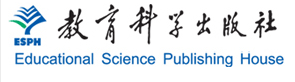 ESPH 教育科学出版社
Educational Science Publishing House